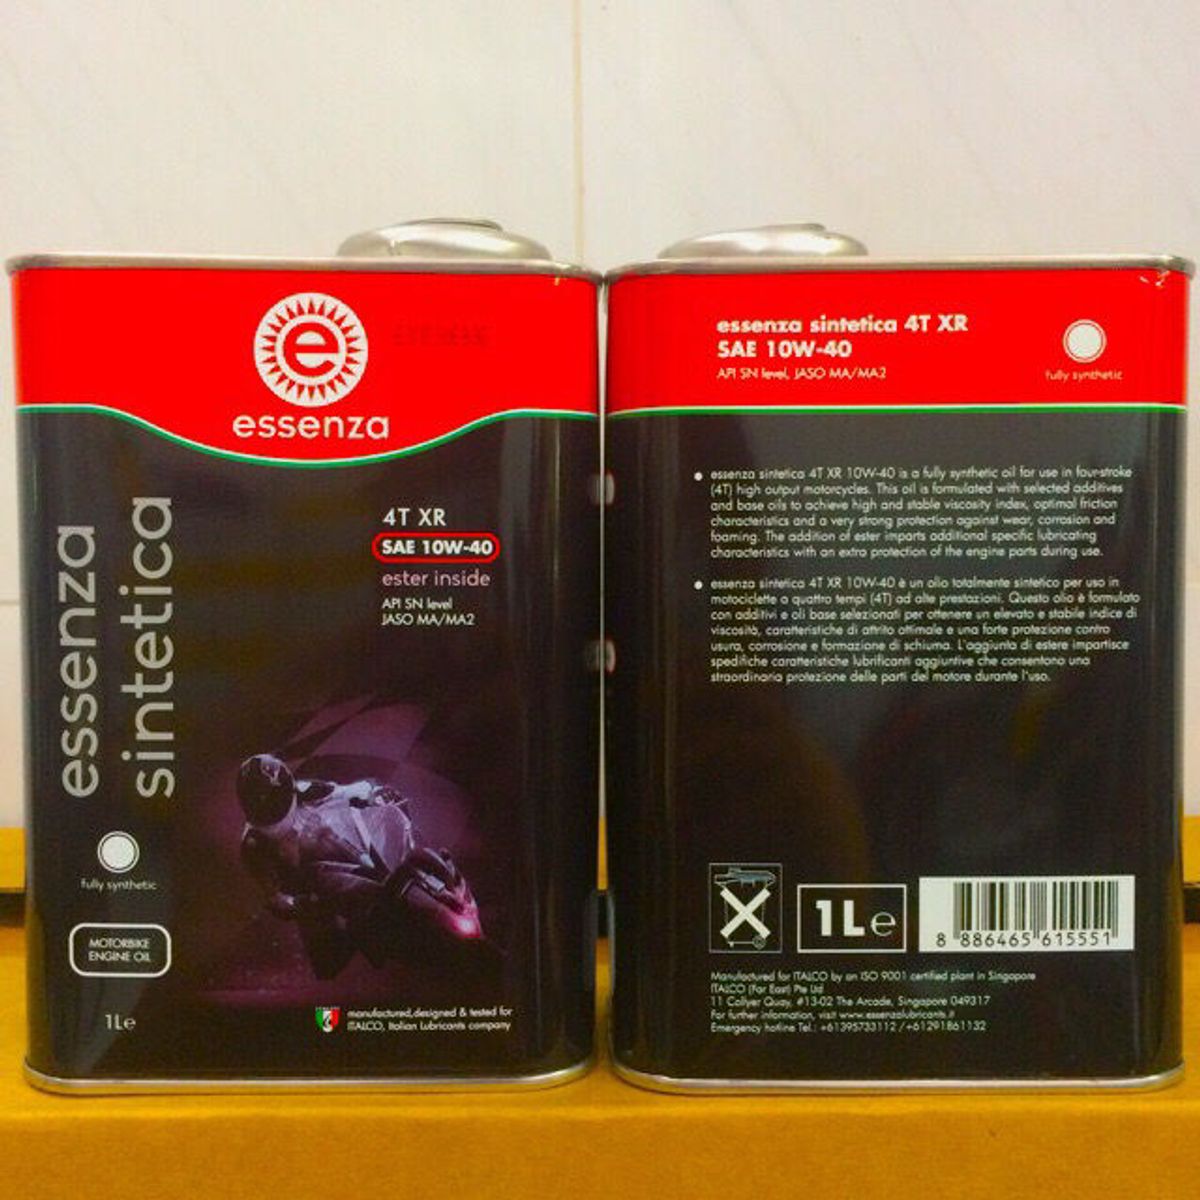 essenza
essenza
sintetica
4T XR
SAE 10W-40
ester inside
API SN level
JASO MA/MA2
fully synthetic
MOTORBIKE
ENGINE OIL
1Le
manufactured,designed & tested for
ITALCO, Italian Lubricants company
essenza sintetica 4T XR
SAE 10W-40
API SN level, JASO MA/MA2
fully synthetic
essenza sintetica 4T XR 10W-40 is a fully synthetic oil for use in four-stroke
(4T) high output motorcycles. This oil is formulated with selected additives
and base oils to achieve high and stable viscosity index, optimal friction
characteristics and a very strong protection against wear, corrosion and
foaming. The addition of ester imparts additional specific lubricating
characteristics with an extra protection of the engine parts during use.
essenza sintetica 4T XR 10W-40 è un olio totalmente sintetico per uso in
motociclette a quattro tempi (4T) ad alte prestazioni. Questo olio è formulato
con additivi e oli base selezionati per ottenere un elevato e stabile indice di
viscosità, caratteristiche di attrito ottimale e una forte protezione contro
usura, corrosione e formazione di schiuma. L'aggiunta di estere impartisce
specifiche caratteristiche lubrificanti aggiuntive che consentono una
straordinaria protezione delle parti del motore durante l'uso.
1Le
8 886465 615551
Manufactured for ITALCO by an ISO 9001 certified plant in Singapore
ITALCO (Far East) Pte Ltd
11 Collyer Quay, #13-02 The Arcade, Singapore 049317
For further information, visit www.essenzalubricants.it
Emergency hotline Tel.: +61395733112 /+61291861132